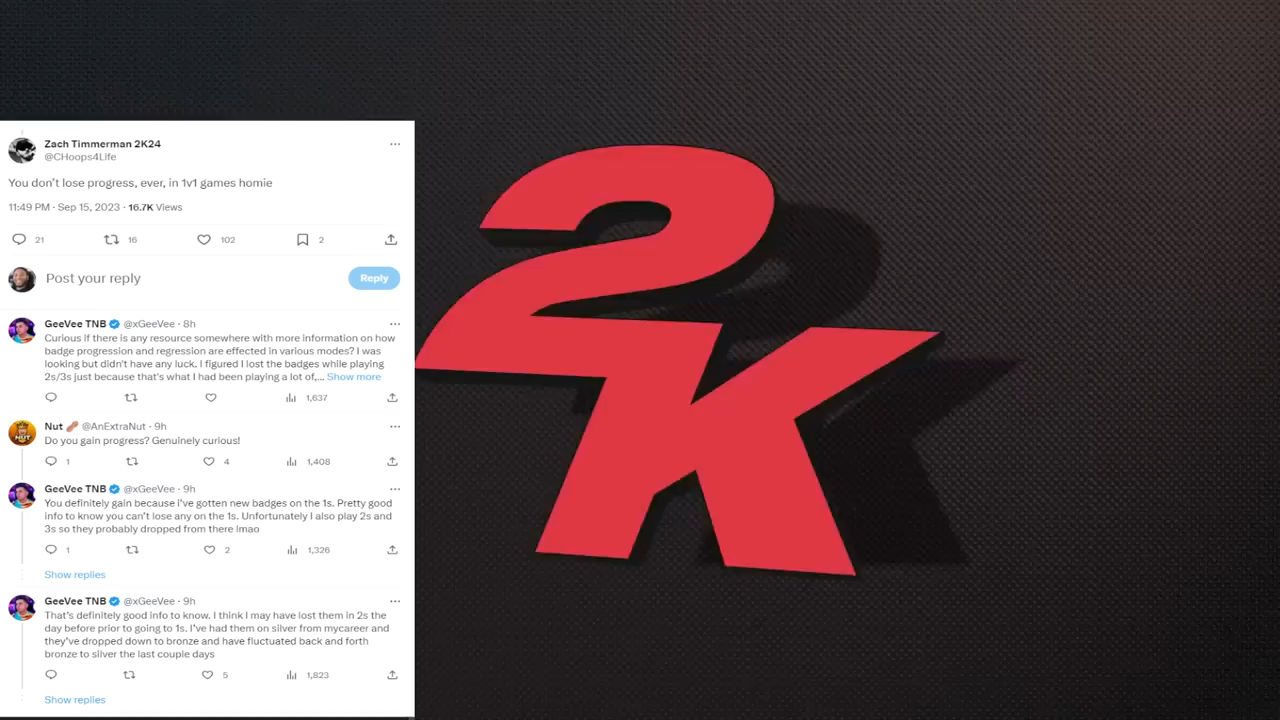 Zach Timmerman 2K24
@CHoops4Life
You don't lose progress, ever, in 1v1 games homie
11:49 PM · Sep 15, 2023 · 16.7K Views
21 16 102 2
Post your reply
Reply
GeeVee TNB @xGeeVee · 8h
Curious if there is any resource somewhere with more information on how
badge progression and regression are effected in various modes? I was
looking but didn't have any luck. I figured I lost the badges while playing
2s/3s just because that's what I had been playing a lot of,... Show more
1,637
Nut 🥜 @AnExtraNut · 9h
Do you gain progress? Genuinely curious!
1 4 1,408
GeeVee TNB @xGeeVee · 9h
You definitely gain because i've gotten new badges on the 1s. Pretty good
info to know you can't lose any on the 1s. Unfortunately I also play 2s and
3s so they probably dropped from there lmao
1 2 1,326
Show replies
GeeVee TNB @xGeeVee · 9h
That's definitely good info to know. I think I may have lost them in 2s the
day before prior to going to 1s. I've had them on silver from mycareer and
they've dropped down to bronze and have fluctuated back and forth
bronze to silver the last couple days
5 1,823
Show replies
2K